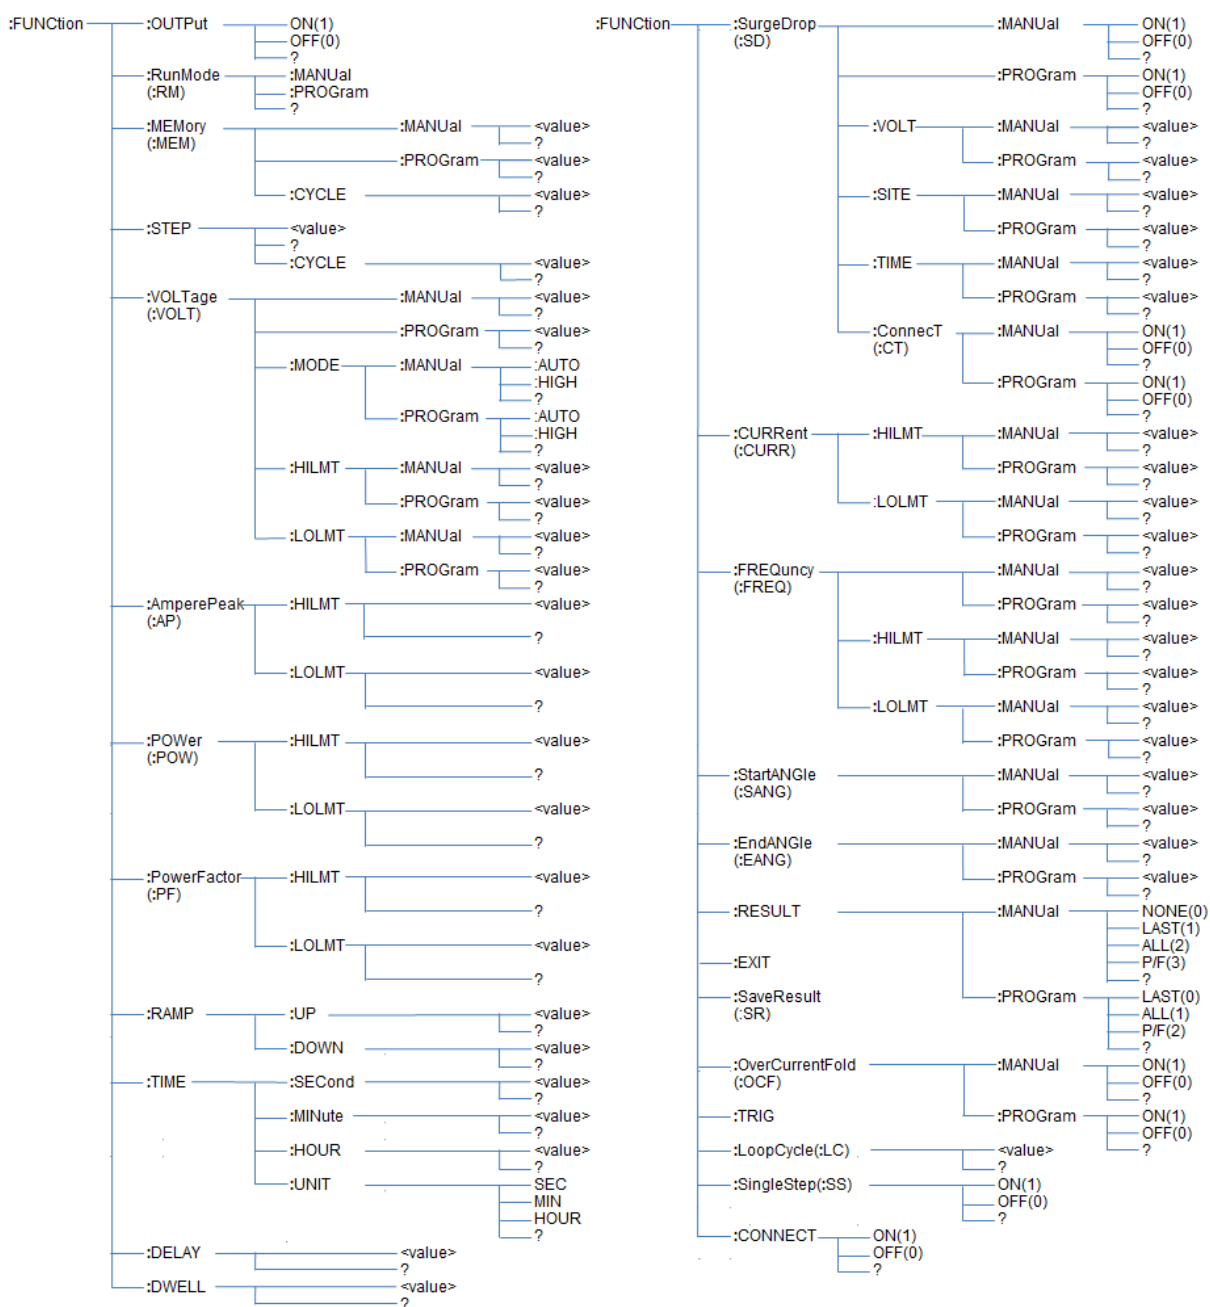 :FUNCtion :OUTPut ON(1)
OFF(0)
?
:RunMode :MANUal
(:RM) :PROGram
?
:MEMory :MANUal <value>
(:MEM) ?
:PROGram <value>
?
:CYCLE <value>
?
:STEP <value>
?
:CYCLE <value>
?
:VOLTage :MANUal <value>
(:VOLT) ?
:PROGram <value>
?
:MODE :MANUal :AUTO
:HIGH
?
:PROGram :AUTO
:HIGH
?
:HILMT :MANUal <value>
?
:PROGram <value>
?
:LOLMT :MANUal <value>
?
:PROGram <value>
?
:AmperePeak :HILMT <value>
(:AP)
?
:LOLMT <value>
?
:POWer :HILMT <value>
(:POW)
?
:LOLMT <value>
?
:PowerFactor :HILMT <value>
(:PF)
?
:LOLMT <value>
?
:RAMP :UP <value>
?
:DOWN <value>
?
:TIME :SECond <value>
?
:MINute <value>
?
:HOUR <value>
?
:UNIT SEC
MIN
HOUR
?
:DELAY <value>
?
:DWELL <value>
?
:FUNCtion :SurgeDrop :MANUal ON(1)
(:SD) OFF(0)
?
:PROGram ON(1)
OFF(0)
?
:VOLT :MANUal <value>
?
:PROGram <value>
?
:SITE :MANUal <value>
?
:PROGram <value>
?
:TIME :MANUal <value>
?
:PROGram <value>
?
:ConnecT :MANUal ON(1)
(:CT) OFF(0)
?
:PROGram ON(1)
OFF(0)
?
:CURRent :HILMT :MANUal <value>
(:CURR) ?
:PROGram <value>
?
:LOLMT :MANUal <value>
?
:PROGram <value>
?
:FREQuncy :MANUal <value>
(:FREQ) ?
:PROGram <value>
?
:HILMT :MANUal <value>
?
:PROGram <value>
?
:LOLMT :MANUal <value>
?
:PROGram <value>
?
:StartANGle :MANUal <value>
(:SANG) ?
:PROGram <value>
?
:EndANGle :MANUal <value>
(:EANG) ?
:PROGram <value>
?
:RESULT :MANUal NONE(0)
LAST(1)
ALL(2)
:EXIT P/F(3)
?
:SaveResult :PROGram LAST(0)
(:SR) ALL(1)
P/F(2)
?
:OverCurrentFold :MANUal ON(1)
(:OCF) OFF(0)
?
:TRIG :PROGram ON(1)
OFF(0)
?
:LoopCycle(:LC) <value>
?
:SingleStep(:SS) ON(1)
OFF(0)
?
:CONNECT ON(1)
OFF(0)
?